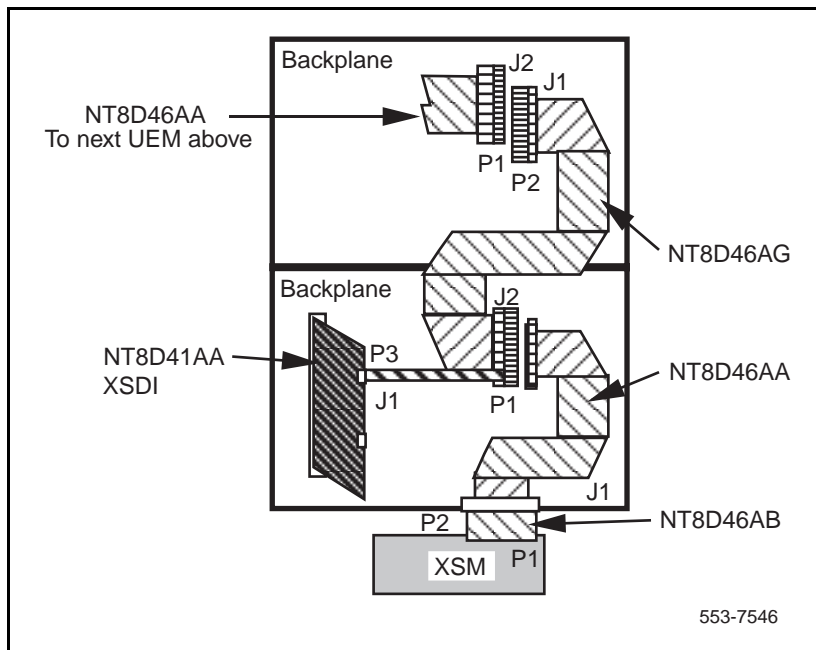 Backplane
J2
J1
NT8D46AA
To next UEM above
P1
P2
NT8D46AG
Backplane
J2
NT8D41AA
XSDI
P3
J1
P1
NT8D46AA
J1
P2
NT8D46AB
P1
XSM
553-7546